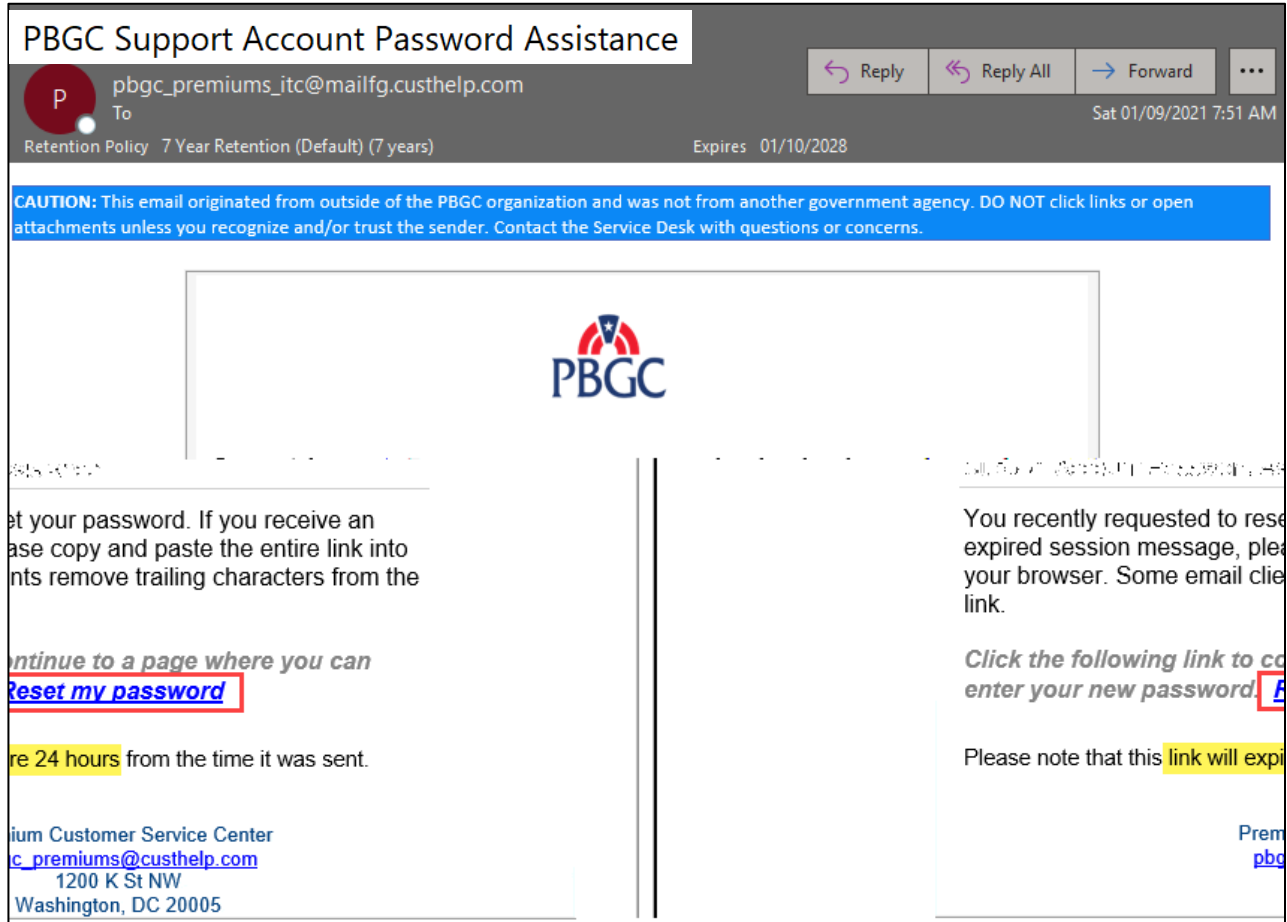 PBGC Support Account Password Assistance
P
pbgc_premiums_itc@mailfg.custhelp.com
To
Reply
Reply All
Forward
Sat 01/09/2021 7:51 AM
Retention Policy 7 Year Retention (Default) (7 years)
Expires 01/10/2028
CAUTION: This email originated from outside of the PBGC organization and was not from another government agency. DO NOT click links or open
attachments unless you recognize and/or trust the sender. Contact the Service Desk with questions or concerns.
PBGC
et your password. If you receive an
ase copy and paste the entire link into
nts remove trailing characters from the
ontinue to a page where you can
Reset my password
re 24 hours from the time it was sent.
ium Customer Service Center
c_premiums@custhelp.com
1200 K St NW
Washington, DC 20005
You recently requested to rese
expired session message, plea
your browser. Some email clie
link.
Click the following link to co
enter your new password. R
Please note that this link will expi
Prem
pbg